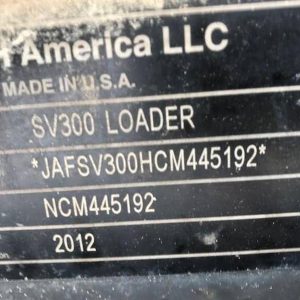 America LLC
MADE IN U.S.A.
SV300 LOADER
*JAFSV300HCM445192*
NCM445192
2012